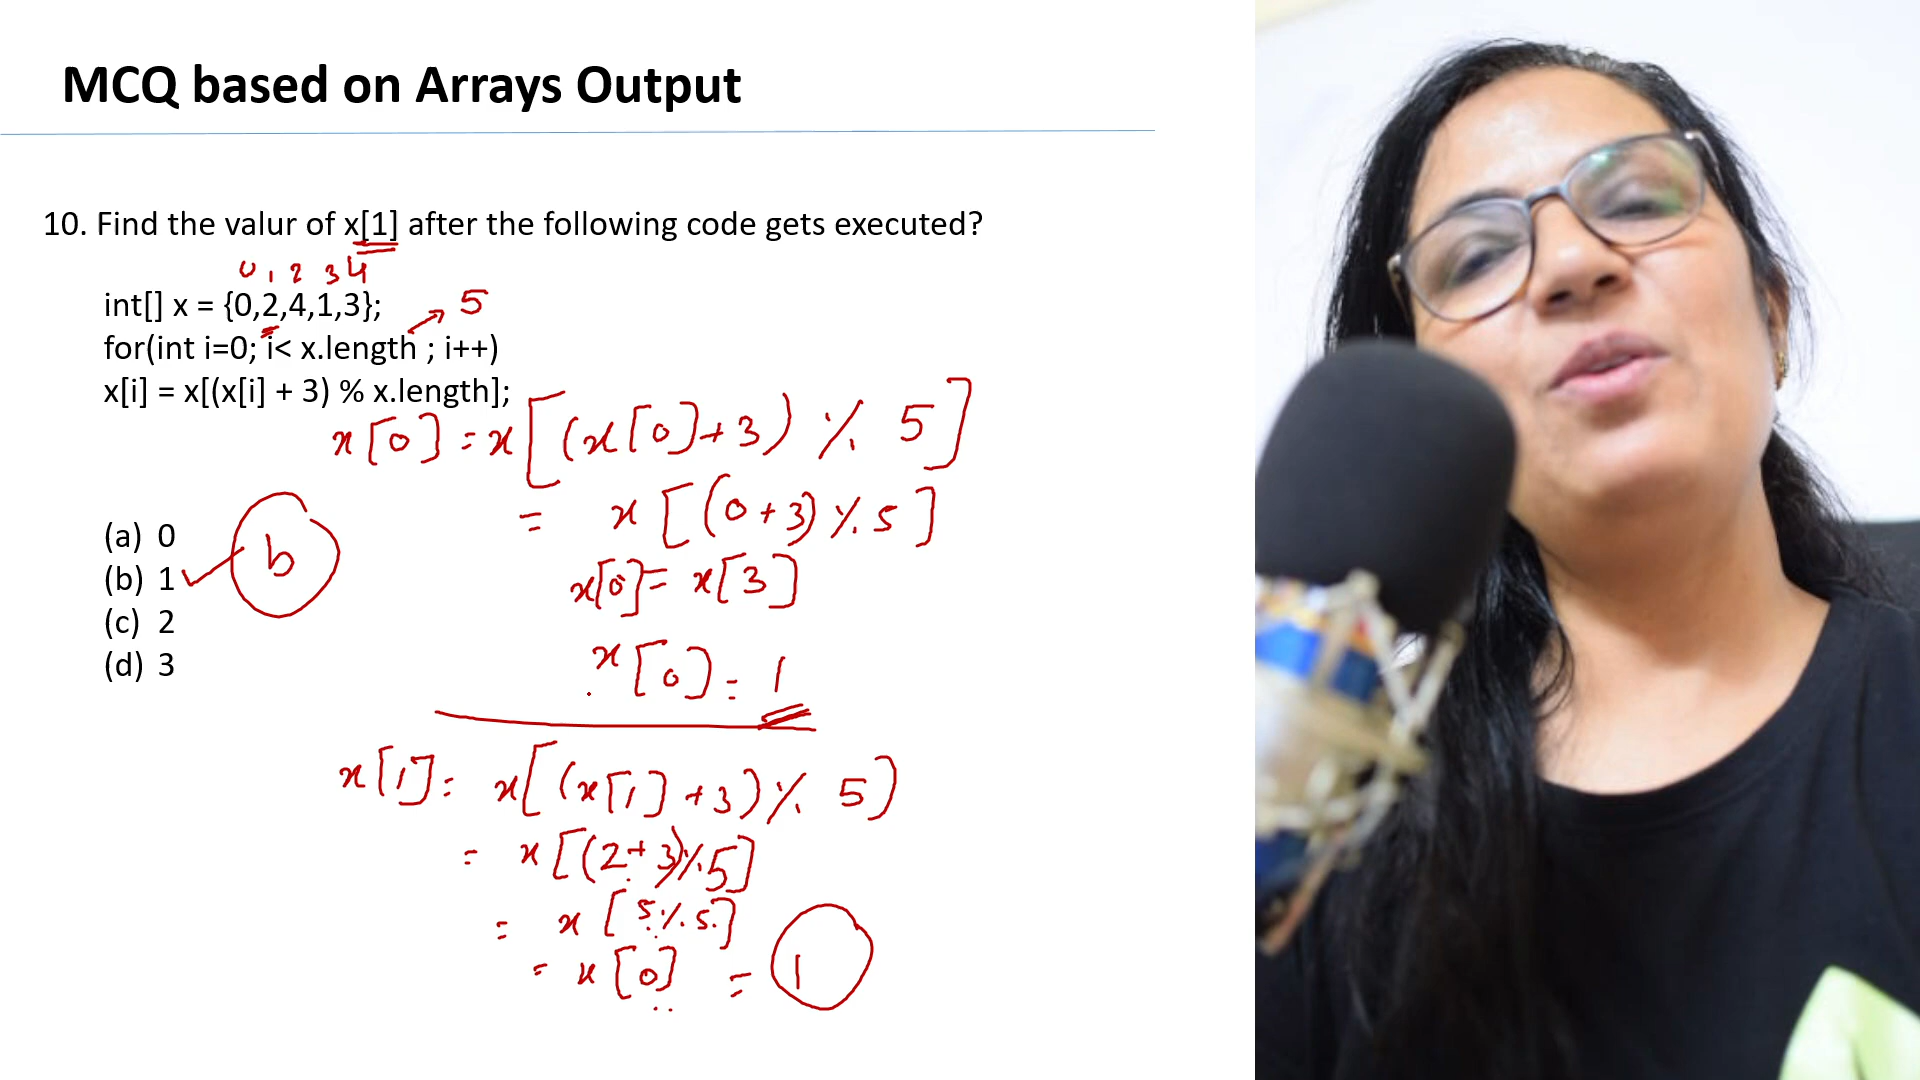 MCQ based on Arrays Output
10. Find the valur of x[1] after the following code gets executed?
0 1 2 3 4
int[] x = {0,2,4,1,3};
5
for(int i=0; i< x.length ; i++)
x[i] = x[(x[i] + 3) % x.length];
x[0] = x[(x[0]+3) % 5]
= x[(0+3)%5]
x[0] = x[3]
x[0] = 1
(a) 0
(b) 1
b
(c) 2
(d) 3
x[1] = x[(x[1]+3)% 5]
= x[(2+3)%5]
= x[5%5]
= x[0] = 1